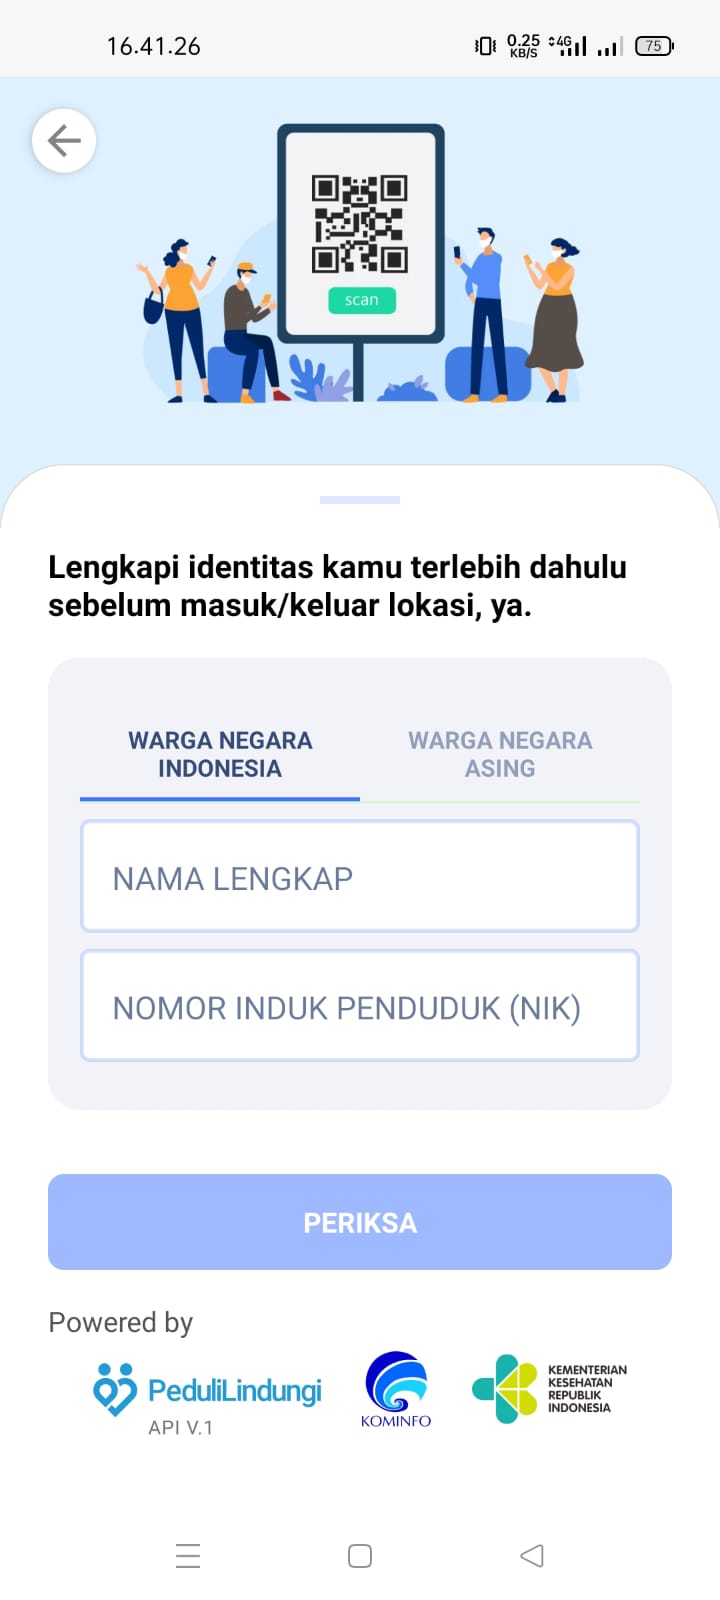 16.41.26
0.25
KB/S
4G
75
scan
Lengkapi identitas kamu terlebih dahulu
sebelum masuk/keluar lokasi, ya.
WARGA NEGARA
INDONESIA
WARGA NEGARA
ASING
NAMA LENGKAP
NOMOR INDUK PENDUDUK (NIK)
PERIKSA
Powered by
PeduliLindungi
API V.1
KOMINFO
KEMENTERIAN
KESEHATAN
REPUBLIK
INDONESIA